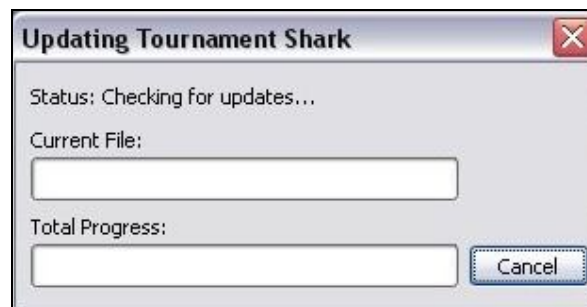 Updating Tournament Shark
Status: Checking for updates...
Current File:
Total Progress:
Cancel